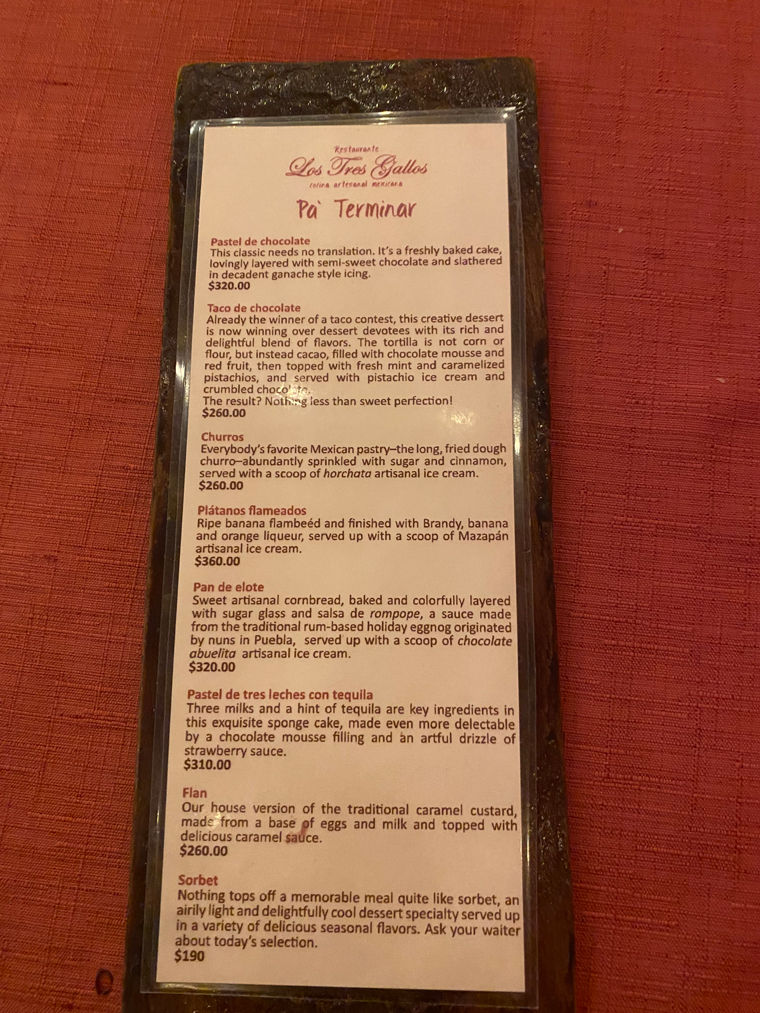 Restaurante
Los Tres Gallos
cocina artesanal mexicana
Pa` Terminar
Pastel de chocolate
This classic needs no translation. It's a freshly baked cake,
lovingly layered with semi-sweet chocolate and slathered
in decadent ganache style icing.
$320.00
Taco de chocolate
Already the winner of a taco contest, this creative dessert
is now winning over dessert devotees with its rich and
delightful blend of flavors. The tortilla is not corn or
flour, but instead cacao, filled with chocolate mousse and
red fruit, then topped with fresh mint and caramelized
pistachios, and served with pistachio ice cream and
crumbled chocolate.
The result? Nothing less than sweet perfection!
$260.00
Churros
Everybody's favorite Mexican pastry—the long, fried dough
churro—abundantly sprinkled with sugar and cinnamon,
served with a scoop of horchata artisanal ice cream.
$260.00
Plátanos flameados
Ripe banana flambeéd and finished with Brandy, banana
and orange liqueur, served up with a scoop of Mazapán
artisanal ice cream.
$360.00
Pan de elote
Sweet artisanal cornbread, baked and colorfully layered
with sugar glass and salsa de rompope, a sauce made
from the traditional rum-based holiday eggnog originated
by nuns in Puebla, served up with a scoop of chocolate
abuelita artisanal ice cream.
$320.00
Pastel de tres leches con tequila
Three milks and a hint of tequila are key ingredients in
this exquisite sponge cake, made even more delectable
by a chocolate mousse filling and an artful drizzle of
strawberry sauce.
$310.00
Flan
Our house version of the traditional caramel custard,
made from a base of eggs and milk and topped with
delicious caramel sauce.
$260.00
Sorbet
Nothing tops off a memorable meal quite like sorbet, an
airily light and delightfully cool dessert specialty served up
in a variety of delicious seasonal flavors. Ask your waiter
about today's selection.
$190